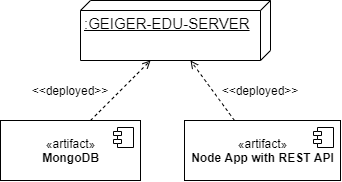 :GEIGER-EDU-SERVER
<<deployed>>
<<deployed>>
«artifact»
MongoDB
«artifact»
Node App with REST API